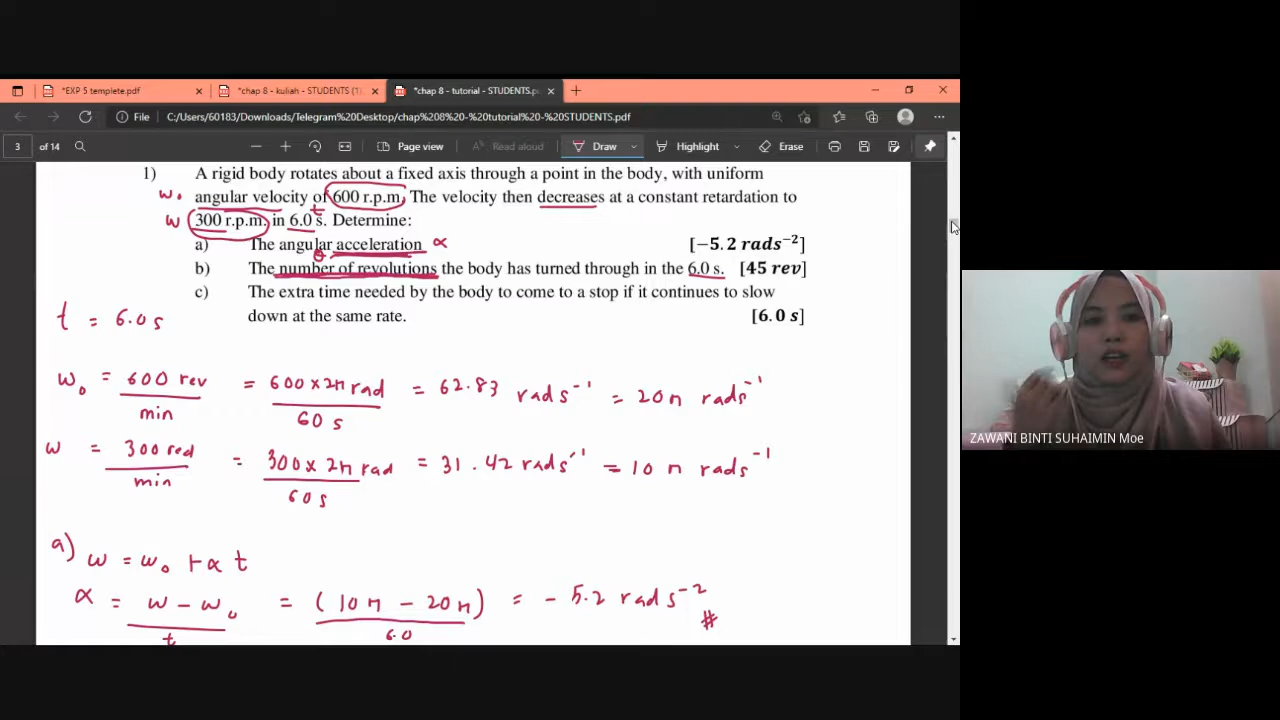 *EXP 5 templete.pdf
*chap 8 - kuliah - STUDENTS (1)
*chap 8 - tutorial - STUDENTS.p
File C:/Users/60183/Downloads/Telegram%20Desktop/chap%208%20-%20tutorial%20-%20STUDENTS.pdf
3 of 14 Page view Read aloud Draw Highlight Erase
1) A rigid body rotates about a fixed axis through a point in the body, with uniform
ω₀ angular velocity of 600 r.p.m. The velocity then decreases at a constant retardation to
t
ω 300 r.p.m. in 6.0 s. Determine:
a) The angular acceleration α [−5.2 rads⁻²]
θ
b) The number of revolutions the body has turned through in the 6.0 s. [45 rev]
c) The extra time needed by the body to come to a stop if it continues to slow
down at the same rate. [6.0 s]
t = 6.0 s
ω₀ = 600 rev / min = 600 x 2π rad / 60 s = 62.83 rad s⁻¹ = 20π rad s⁻¹
ω = 300 red / min = 300 x 2π rad / 60 s = 31.42 rad s⁻¹ = 10 π rad s⁻¹
a) ω = ω₀ + α t
α = ω − ω₀ / t = (10π − 20π) / 6.0 = − 5.2 rad s⁻²
#
ZAWANI BINTI SUHAIMIN Moe